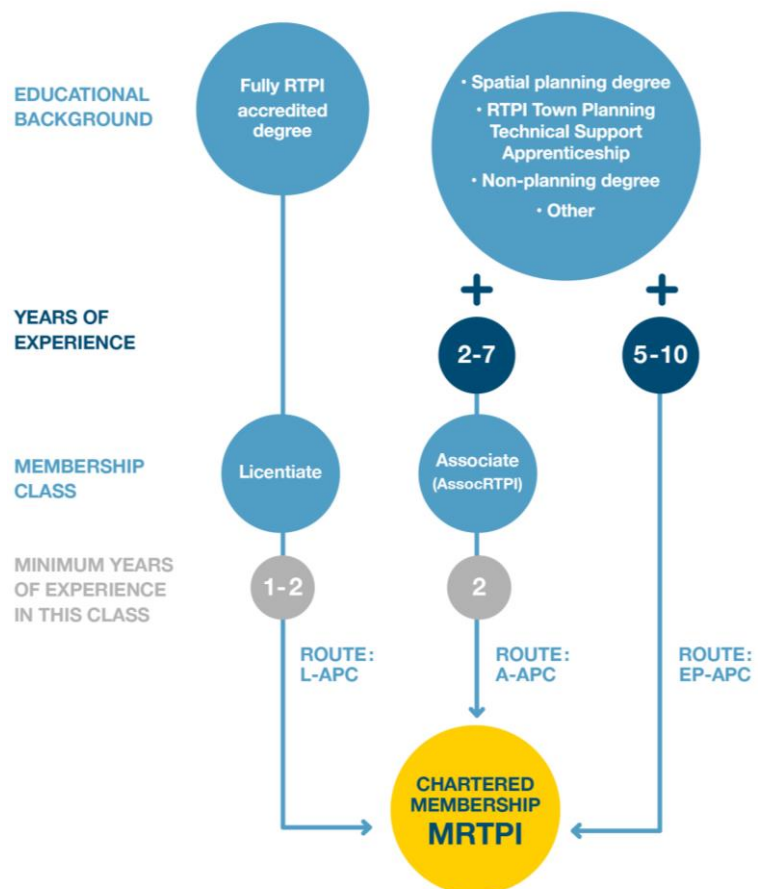 EDUCATIONAL
BACKGROUND
Fully RTPI
accredited
degree
• Spatial planning degree
• RTPI Town Planning
Technical Support
Apprenticeship
• Non-planning degree
• Other
+
+
YEARS OF
EXPERIENCE
2-7
5-10
MEMBERSHIP
CLASS
Licentiate
Associate
(AssocRTPI)
MINIMUM YEARS
OF EXPERIENCE
IN THIS CLASS
1-2
2
ROUTE:
L-APC
ROUTE:
A-APC
ROUTE:
EP-APC
CHARTERED
MEMBERSHIP
MRTPI